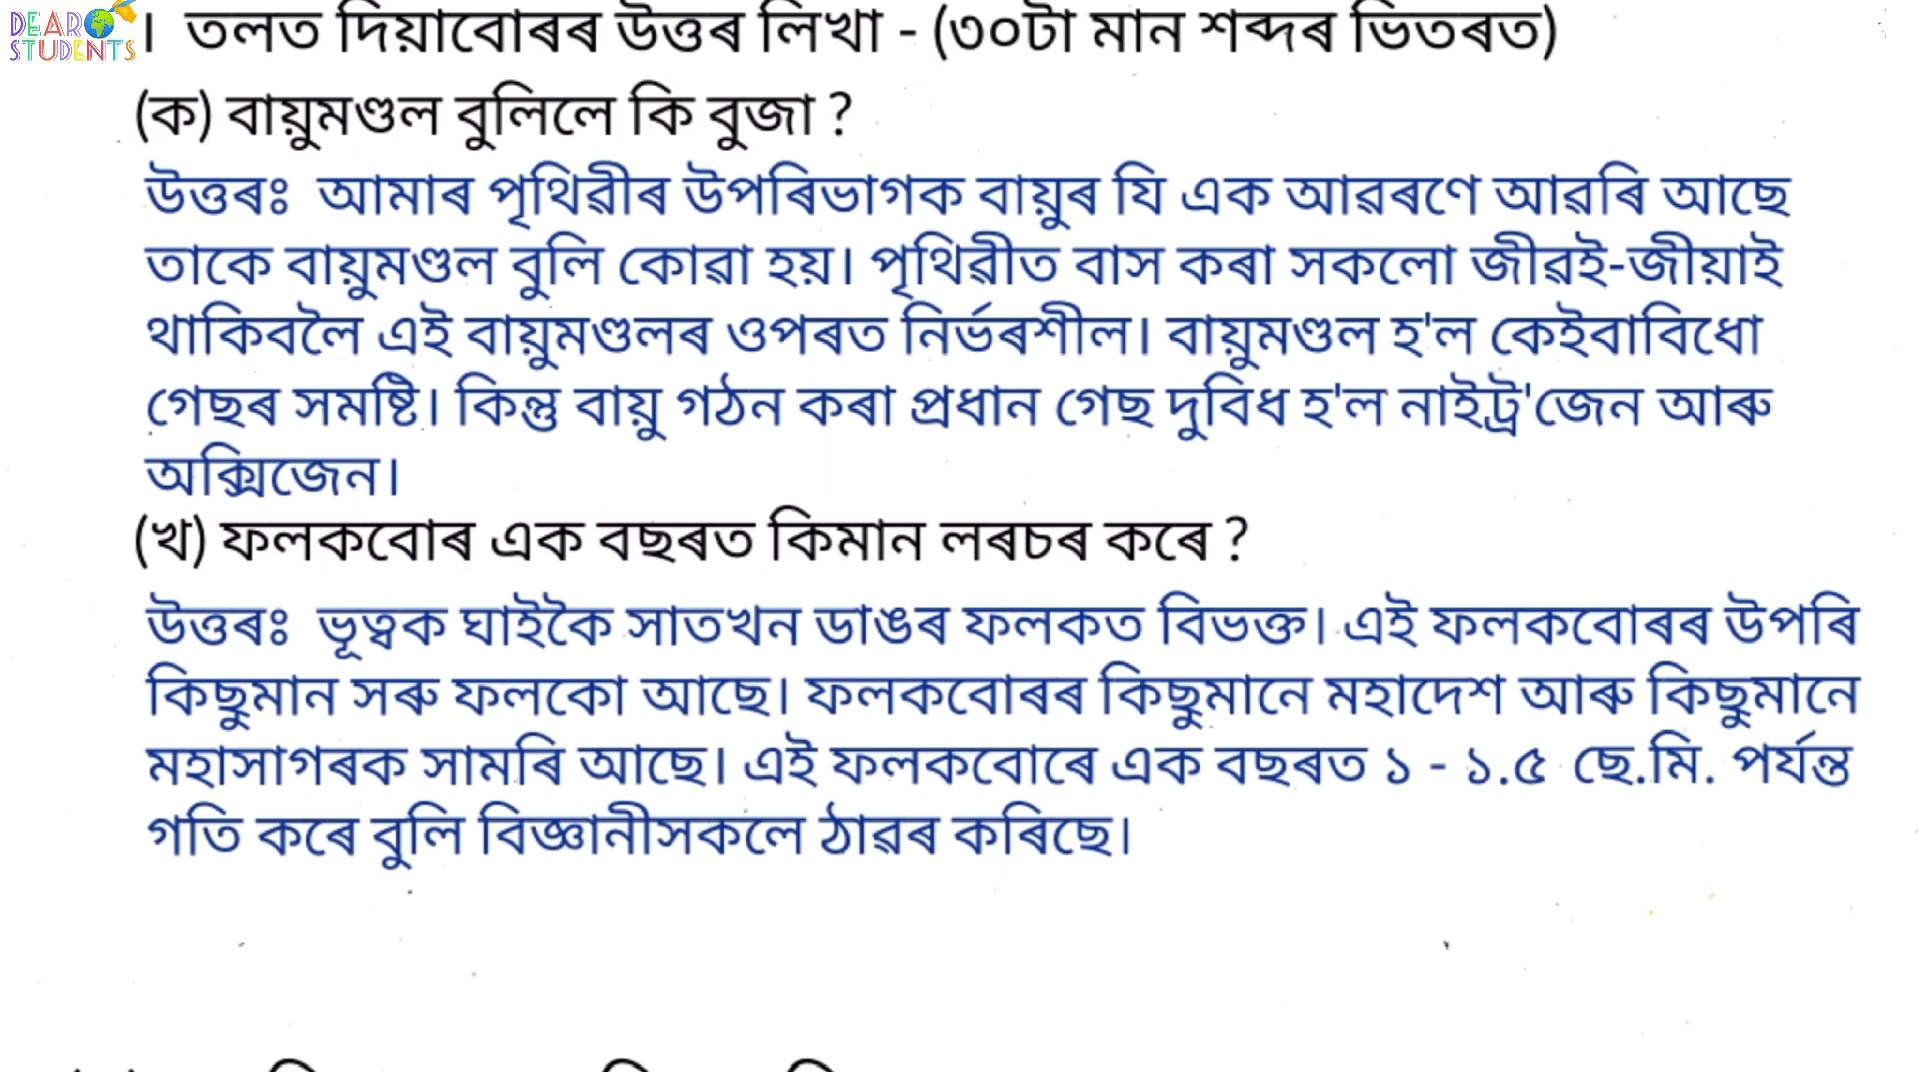 DEAR STUDENTS
। তলত দিয়াবোৰৰ উত্তৰ লিখা - (৩০টা মান শব্দৰ ভিতৰত)
(ক) বায়ুমণ্ডল বুলিলে কি বুজা ?
উত্তৰঃ আমাৰ পৃথিৱীৰ উপৰিভাগক বায়ুৰ যি এক আৱৰণে আৱৰি আছে
তাকে বায়ুমণ্ডল বুলি কোৱা হয়। পৃথিৱীত বাস কৰা সকলো জীৱই-জীয়াই
থাকিবলৈ এই বায়ুমণ্ডলৰ ওপৰত নিৰ্ভৰশীল। বায়ুমণ্ডল হ'ল কেইবাবিধো
গেছৰ সমষ্টি। কিন্তু বায়ু গঠন কৰা প্ৰধান গেছ দুবিধ হ'ল নাইট্ৰ'জেন আৰু
অক্সিজেন।
(খ) ফলকবোৰ এক বছৰত কিমান লৰচৰ কৰে ?
উত্তৰঃ ভূত্বক ঘাইকৈ সাতখন ডাঙৰ ফলকত বিভক্ত। এই ফলকবোৰৰ উপৰি
কিছুমান সৰু ফলকো আছে। ফলকবোৰৰ কিছুমানে মহাদেশ আৰু কিছুমানে
মহাসাগৰক সামৰি আছে। এই ফলকবোৰে এক বছৰত ১ - ১.৫ ছে.মি. পৰ্যন্ত
গতি কৰে বুলি বিজ্ঞানীসকলে ঠাৱৰ কৰিছে।